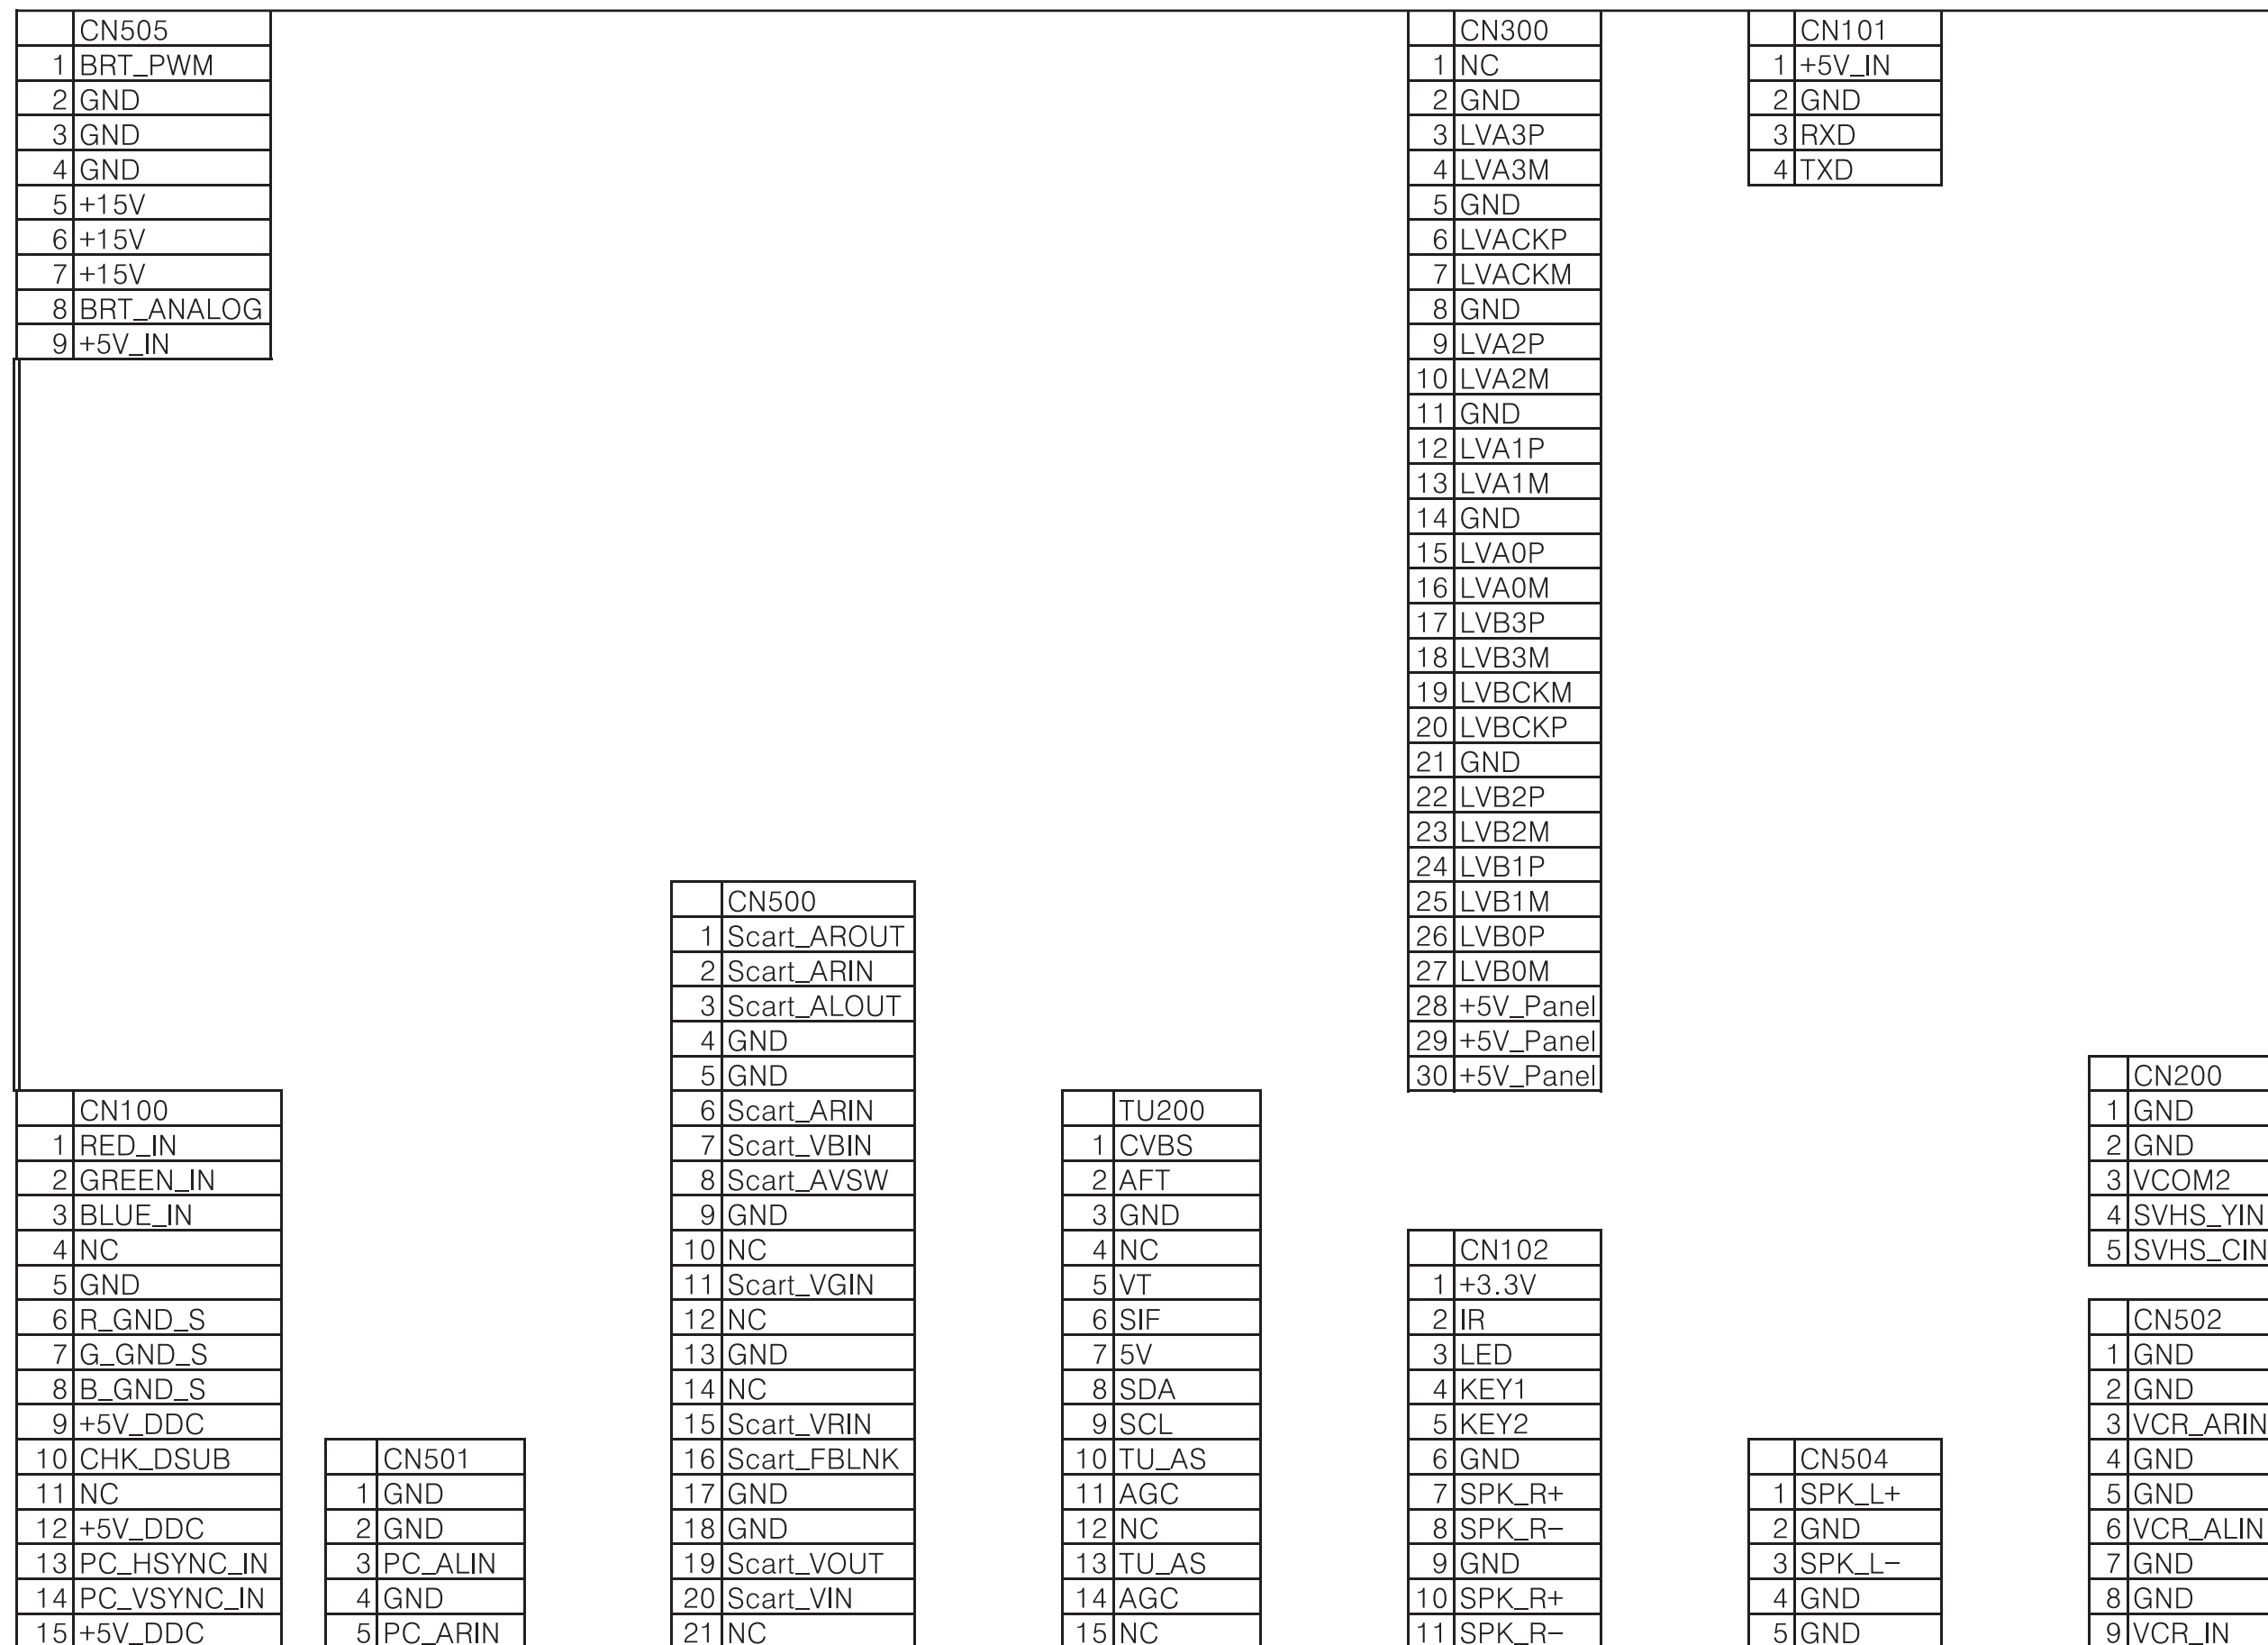 CN505
1 BRT_PWM
2 GND
3 GND
4 GND
5 +15V
6 +15V
7 +15V
8 BRT_ANALOG
9 +5V_IN
CN300
1 NC
2 GND
3 LVA3P
4 LVA3M
5 GND
6 LVACKP
7 LVACKM
8 GND
9 LVA2P
10 LVA2M
11 GND
12 LVA1P
13 LVA1M
14 GND
15 LVA0P
16 LVA0M
17 LVB3P
18 LVB3M
19 LVBCKM
20 LVBCKP
21 GND
22 LVB2P
23 LVB2M
24 LVB1P
25 LVB1M
26 LVB0P
27 LVB0M
28 +5V_Panel
29 +5V_Panel
30 +5V_Panel
CN101
1 +5V_IN
2 GND
3 RXD
4 TXD
CN100
1 RED_IN
2 GREEN_IN
3 BLUE_IN
4 NC
5 GND
6 R_GND_S
7 G_GND_S
8 B_GND_S
9 +5V_DDC
10 CHK_DSUB
11 NC
12 +5V_DDC
13 PC_HSYNC_IN
14 PC_VSYNC_IN
15 +5V_DDC
CN501
1 GND
2 GND
3 PC_ALIN
4 GND
5 PC_ARIN
CN500
1 Scart_AROUT
2 Scart_ARIN
3 Scart_ALOUT
4 GND
5 GND
6 Scart_ARIN
7 Scart_VBIN
8 Scart_AVSW
9 GND
10 NC
11 Scart_VGIN
12 NC
13 GND
14 NC
15 Scart_VRIN
16 Scart_FBLNK
17 GND
18 GND
19 Scart_VOUT
20 Scart_VIN
21 NC
TU200
1 CVBS
2 AFT
3 GND
4 NC
5 VT
6 SIF
7 5V
8 SDA
9 SCL
10 TU_AS
11 AGC
12 NC
13 TU_AS
14 AGC
15 NC
CN102
1 +3.3V
2 IR
3 LED
4 KEY1
5 KEY2
6 GND
7 SPK_R+
8 SPK_R−
9 GND
10 SPK_R+
11 SPK_R−
CN504
1 SPK_L+
2 GND
3 SPK_L−
4 GND
5 GND
CN200
1 GND
2 GND
3 VCOM2
4 SVHS_YIN
5 SVHS_CIN
CN502
1 GND
2 GND
3 VCR_ARIN
4 GND
5 GND
6 VCR_ALIN
7 GND
8 GND
9 VCR_IN